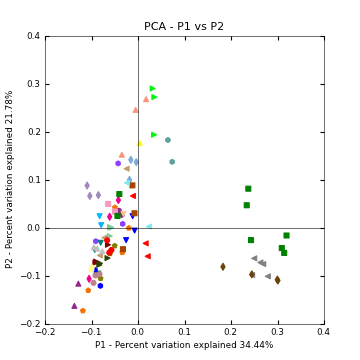 PCA - P1 vs P2
0.4
0.3
0.2
0.1
0.0
−0.1
−0.2
P2 - Percent variation explained 21.78%
−0.2 −0.1 0.0 0.1 0.2 0.3 0.4
P1 - Percent variation explained 34.44%